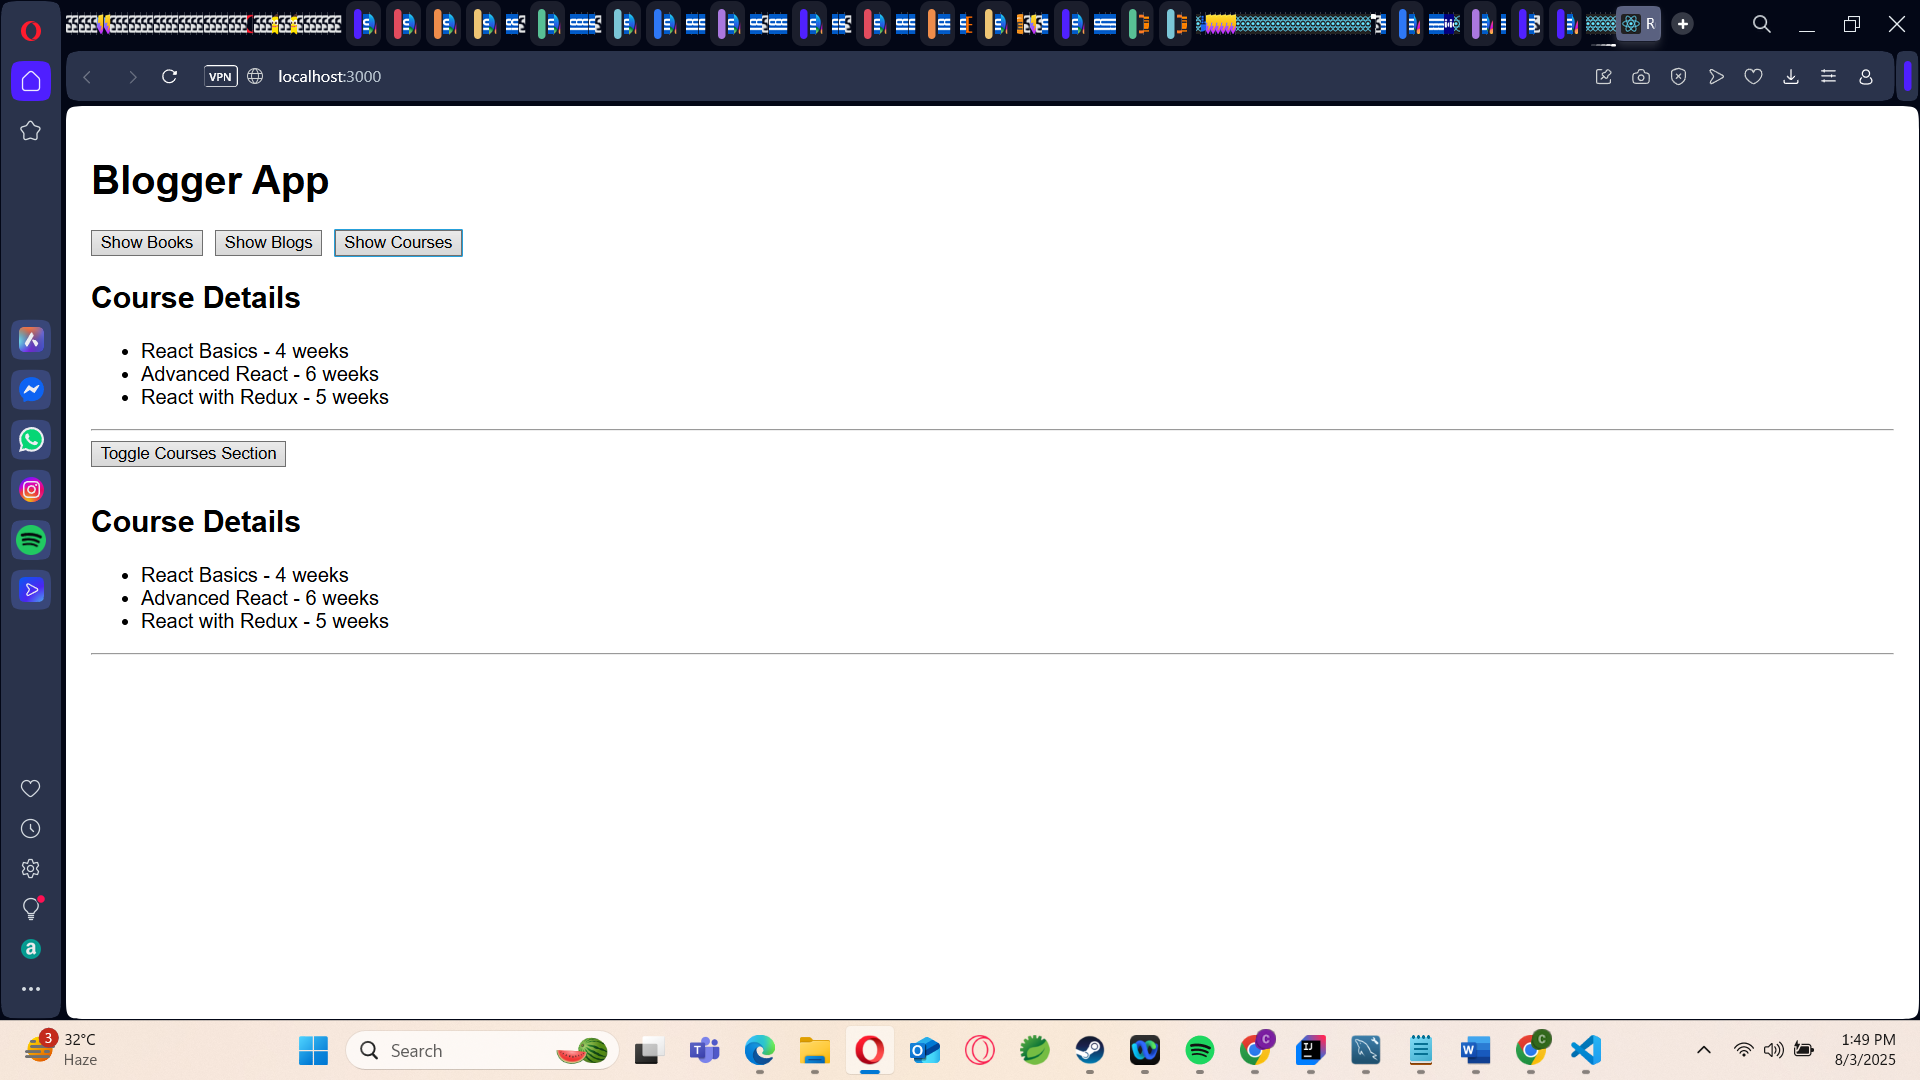 R
VPN
localhost:3000
Blogger App
Show Books Show Blogs Show Courses
Course Details
• React Basics - 4 weeks
• Advanced React - 6 weeks
• React with Redux - 5 weeks
Toggle Courses Section
Course Details
• React Basics - 4 weeks
• Advanced React - 6 weeks
• React with Redux - 5 weeks
a
3
32°C
Haze
Search
C
C
1:49 PM
8/3/2025